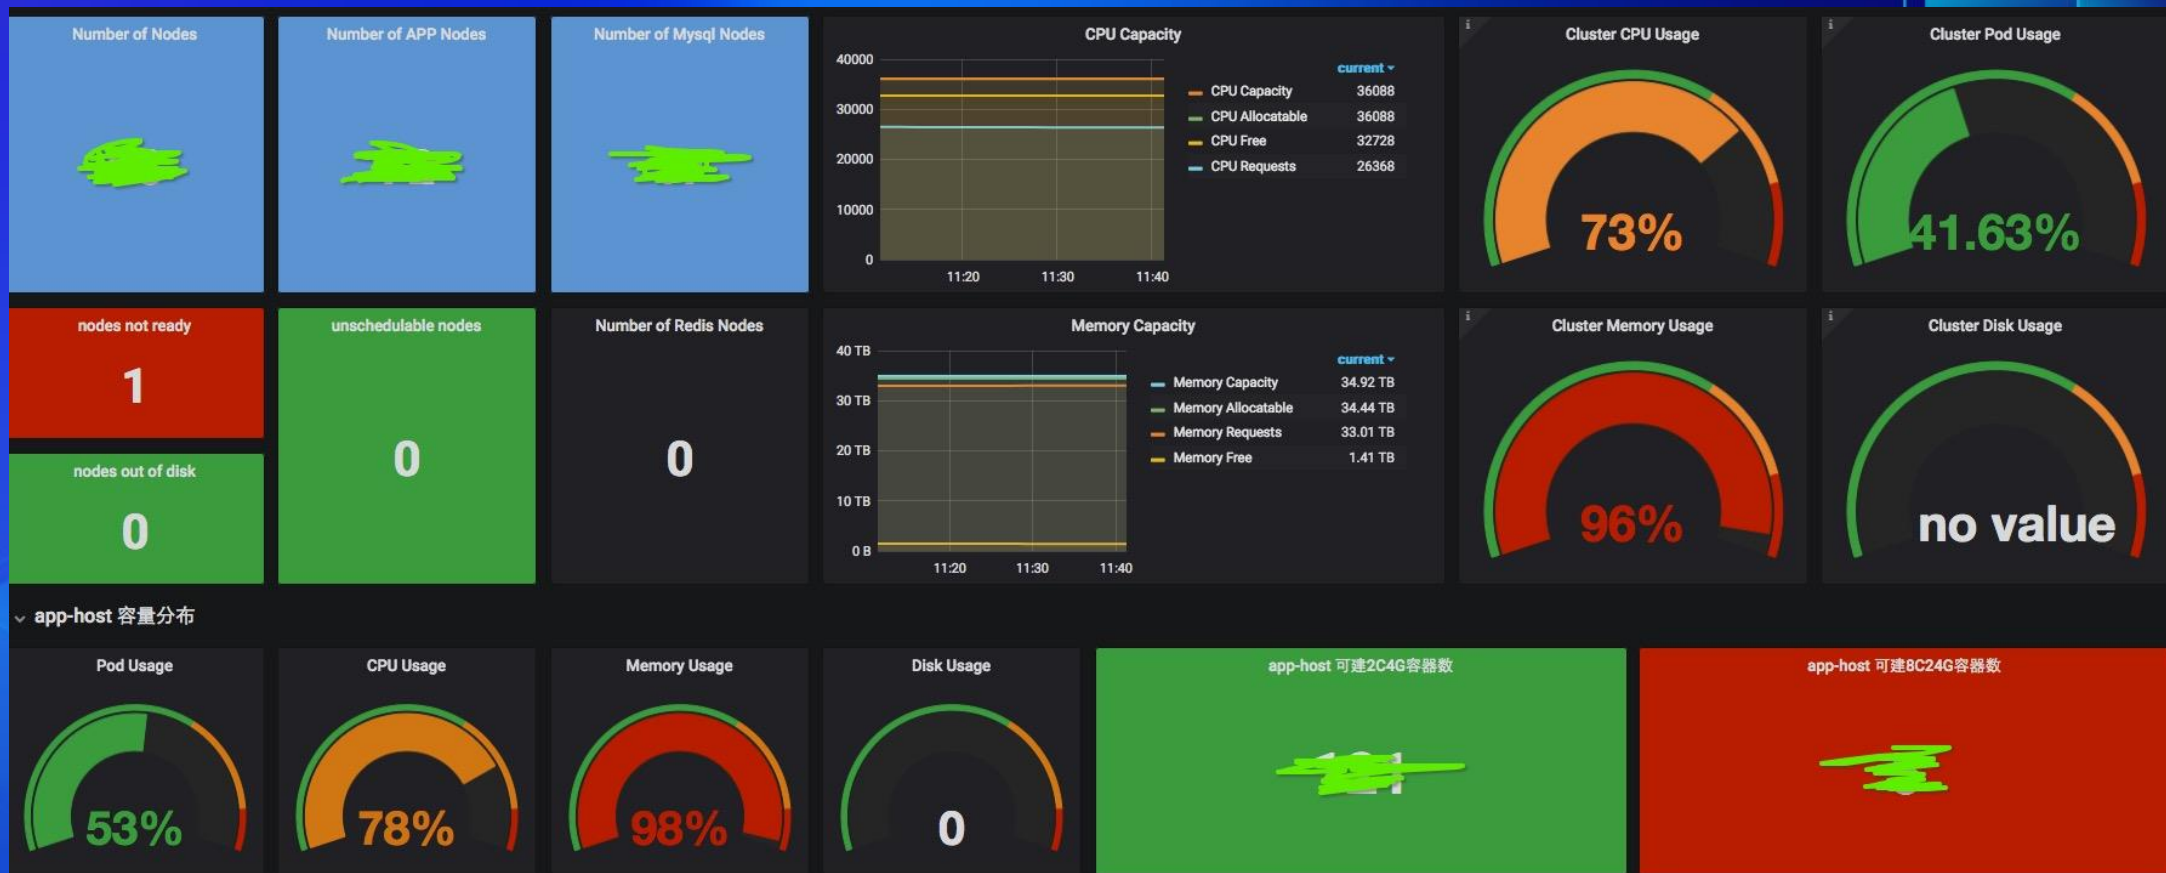 Number of Nodes
Number of APP Nodes
Number of Mysql Nodes
CPU Capacity
40000
30000
20000
10000
0
11:20
11:30
11:40
current
CPU Capacity 36088
CPU Allocatable 36088
CPU Free 32728
CPU Requests 26368
Cluster CPU Usage
73%
Cluster Pod Usage
41.63%
nodes not ready
1
nodes out of disk
0
unschedulable nodes
0
Number of Redis Nodes
0
Memory Capacity
40 TB
30 TB
20 TB
10 TB
0 B
11:20
11:30
11:40
current
Memory Capacity 34.92 TB
Memory Allocatable 34.44 TB
Memory Requests 33.01 TB
Memory Free 1.41 TB
Cluster Memory Usage
96%
Cluster Disk Usage
no value
app-host 容量分布
Pod Usage
53%
CPU Usage
78%
Memory Usage
98%
Disk Usage
0
app-host 可建2C4G容器数
app-host 可建8C24G容器数